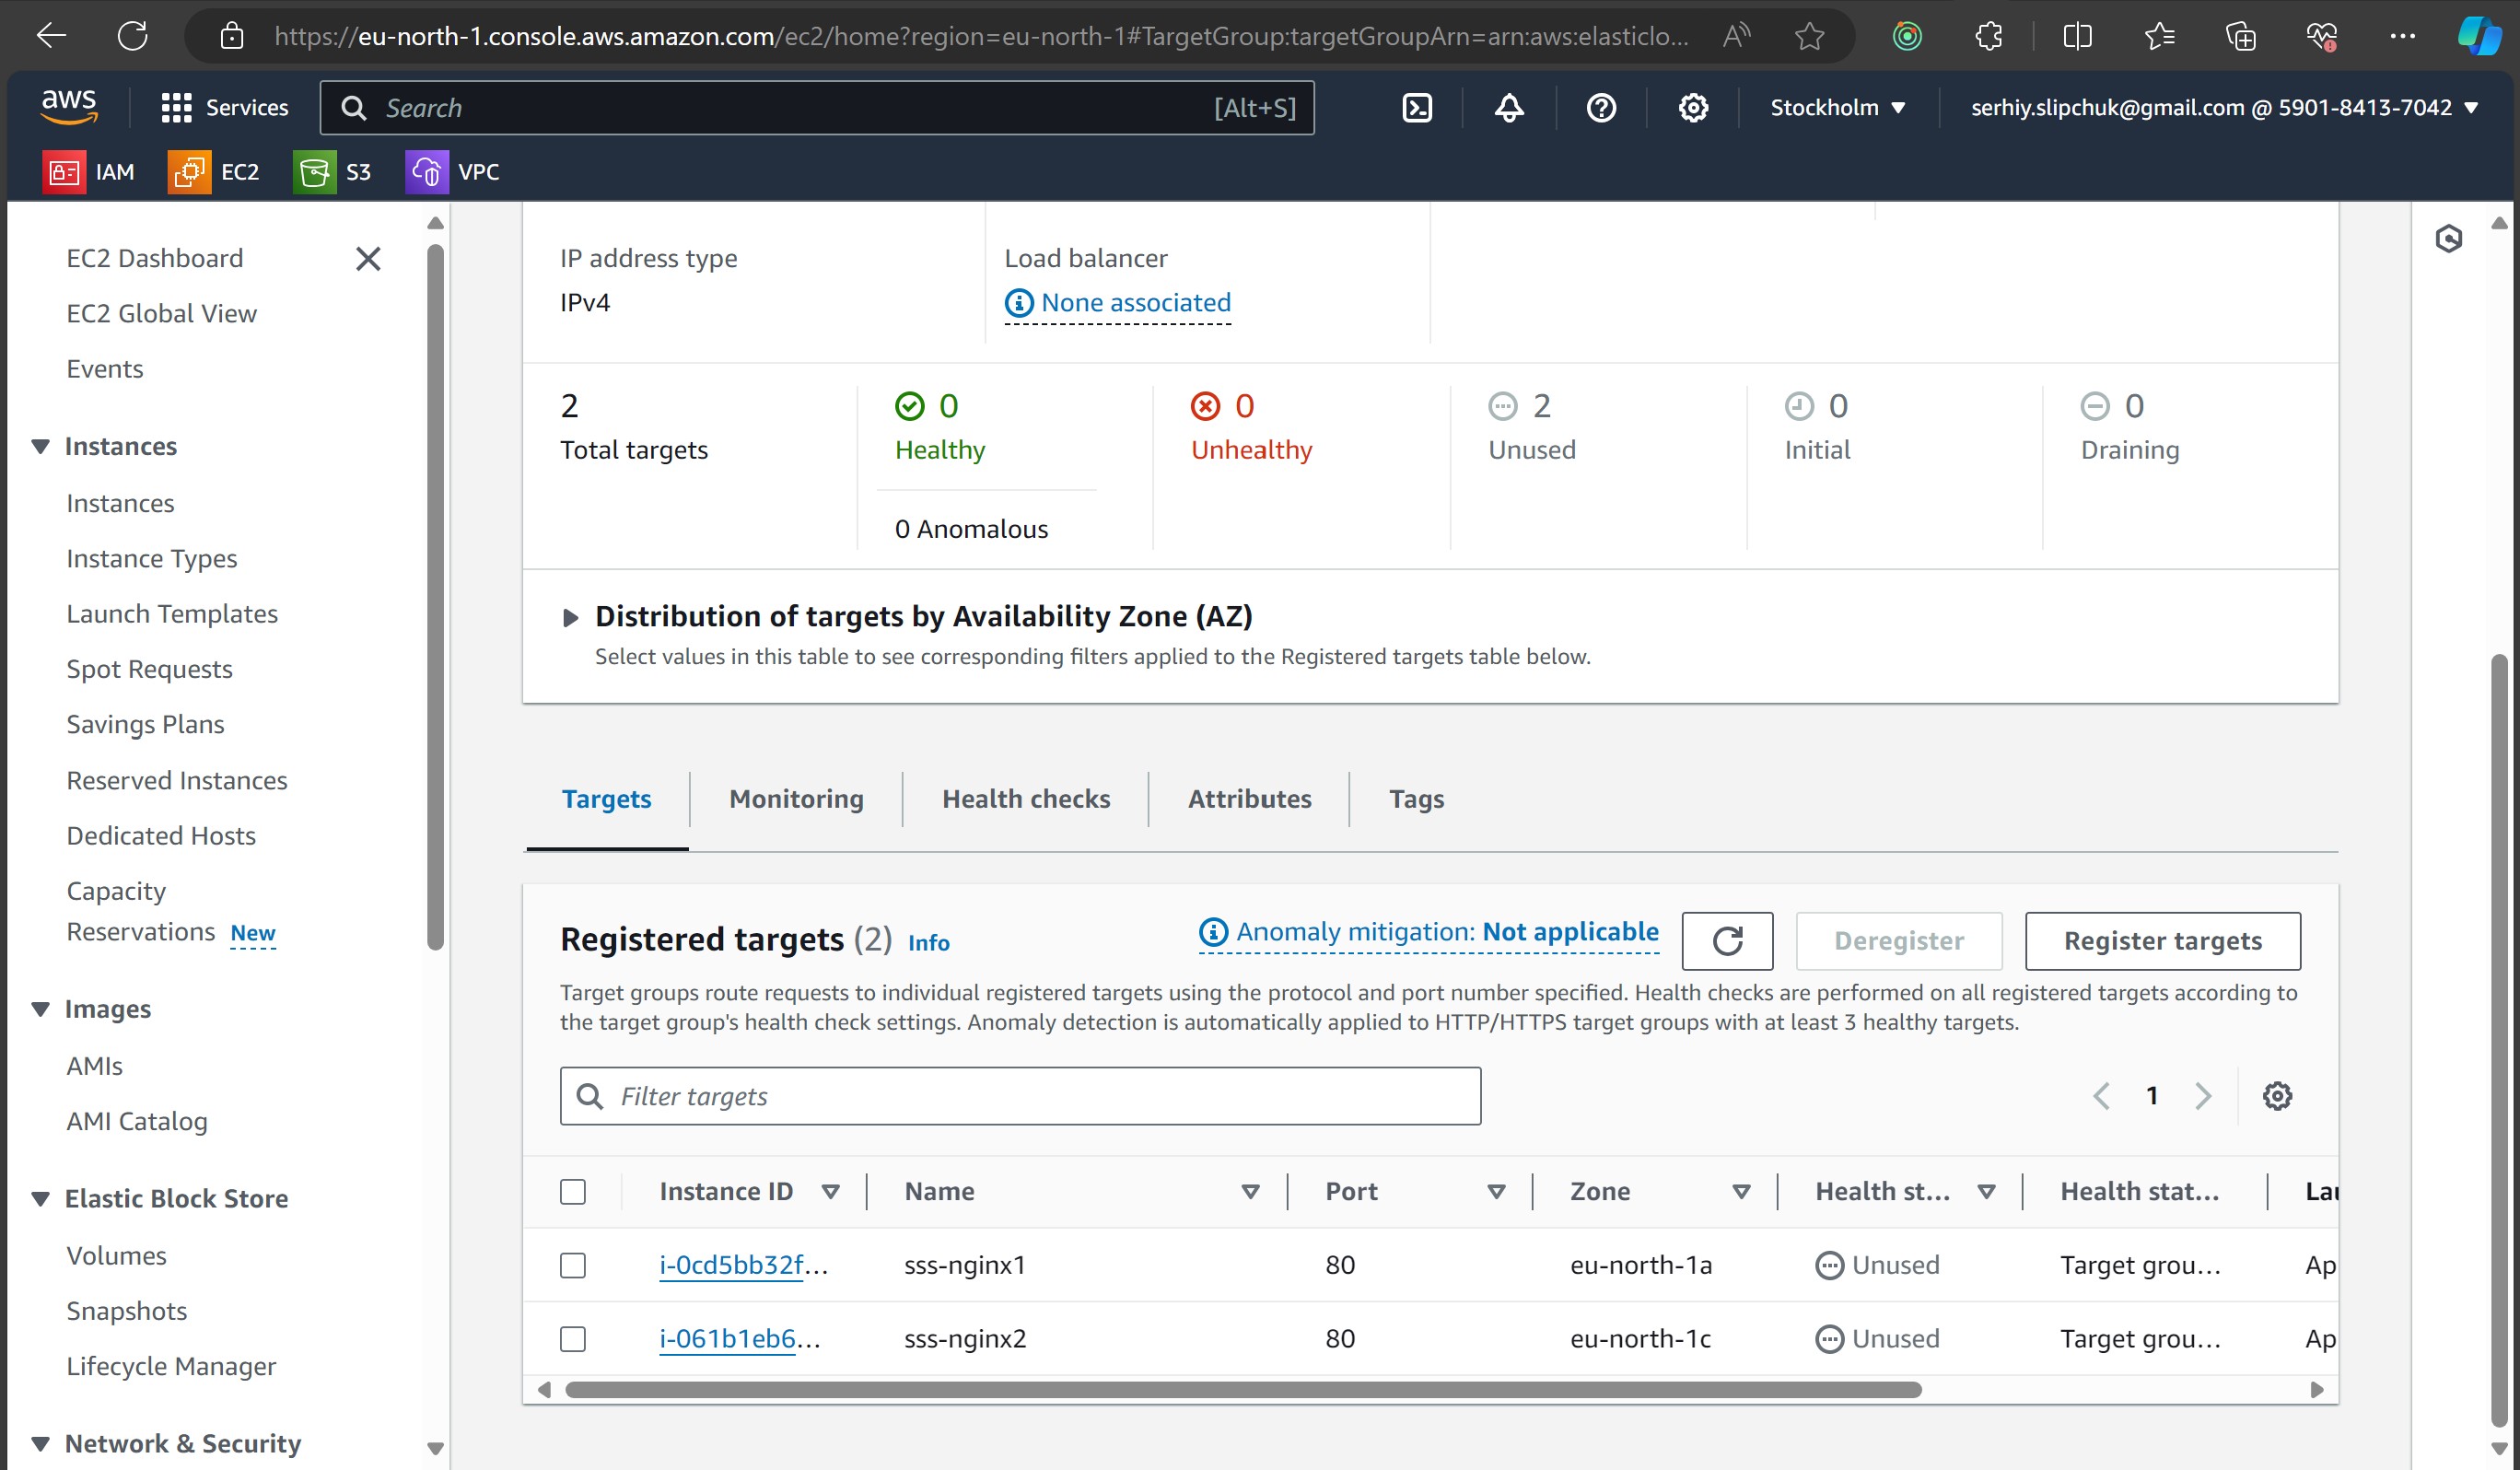 https://eu-north-1.console.aws.amazon.com/ec2/home?region=eu-north-1#TargetGroup:targetGroupArn=arn:aws:elasticlo...
aws
Services
Search
[Alt+S]
Stockholm
serhiy.slipchuk@gmail.com @ 5901-8413-7042
IAM
EC2
S3
VPC
EC2 Dashboard
EC2 Global View
Events
Instances
Instances
Instance Types
Launch Templates
Spot Requests
Savings Plans
Reserved Instances
Dedicated Hosts
Capacity
Reservations New
Images
AMIs
AMI Catalog
Elastic Block Store
Volumes
Snapshots
Lifecycle Manager
Network & Security
IP address type
IPv4
Load balancer
None associated
2
Total targets
0
Healthy
0 Anomalous
0
Unhealthy
2
Unused
0
Initial
0
Draining
Distribution of targets by Availability Zone (AZ)
Select values in this table to see corresponding filters applied to the Registered targets table below.
Targets
Monitoring
Health checks
Attributes
Tags
Registered targets (2) Info
Anomaly mitigation: Not applicable
Deregister
Register targets
Target groups route requests to individual registered targets using the protocol and port number specified. Health checks are performed on all registered targets according to
the target group's health check settings. Anomaly detection is automatically applied to HTTP/HTTPS target groups with at least 3 healthy targets.
Filter targets
1
Instance ID Name Port Zone Health st... Health stat... Lau
i-0cd5bb32f... sss-nginx1 80 eu-north-1a Unused Target grou... Ap
i-061b1eb6... sss-nginx2 80 eu-north-1c Unused Target grou... Ap